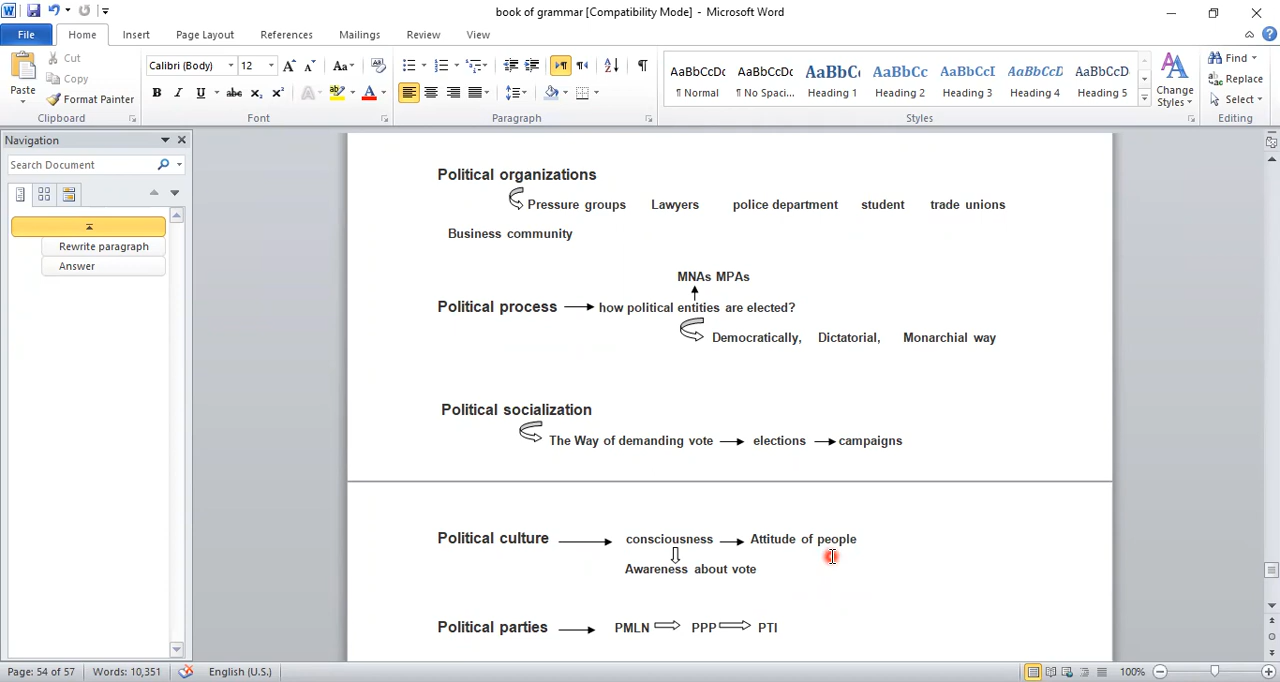 book of grammar [Compatibility Mode] - Microsoft Word
File Home Insert Page Layout References Mailings Review View
Paste
Cut
Copy
Format Painter
Clipboard
Calibri (Body) 12
Font
Paragraph
AaBbCcDc AaBbCcDc AaBbC AaBbCc AaBbCcI AaBbCcD AaBbCcD
¶ Normal ¶ No Spaci... Heading 1 Heading 2 Heading 3 Heading 4 Heading 5
Change Styles
Styles
Find
Replace
Select
Editing
Navigation
Search Document
Rewrite paragraph
Answer
Political organizations
Pressure groups Lawyers police department student trade unions
Business community
MNAs MPAs
Political process how political entities are elected?
Democratically, Dictatorial, Monarchial way
Political socialization
The Way of demanding vote elections campaigns
Political culture consciousness Attitude of people
Awareness about vote
Political parties PMLN PPP PTI
Page: 54 of 57 Words: 10,351 English (U.S.) 100%